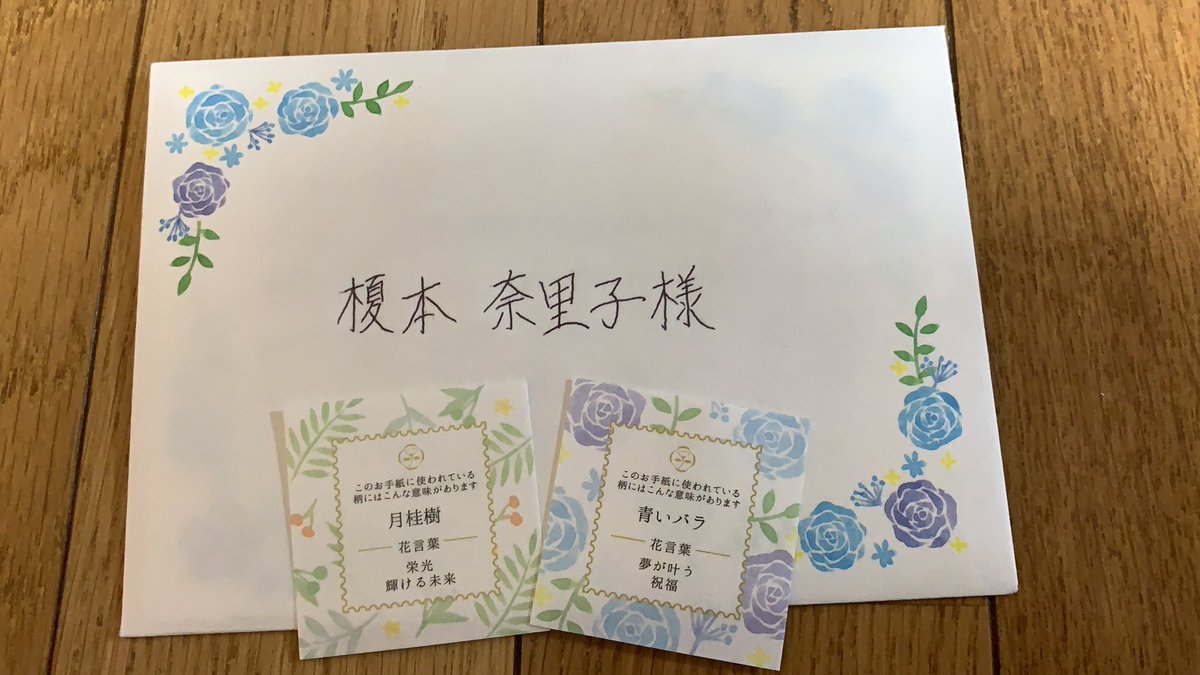 榎本 奈里子様
このお手紙に使われている
柄にはこんな意味があります
月桂樹
花言葉
栄光
輝ける未来
このお手紙に使われている
柄にはこんな意味があります
青いバラ
花言葉
夢が叶う
祝福